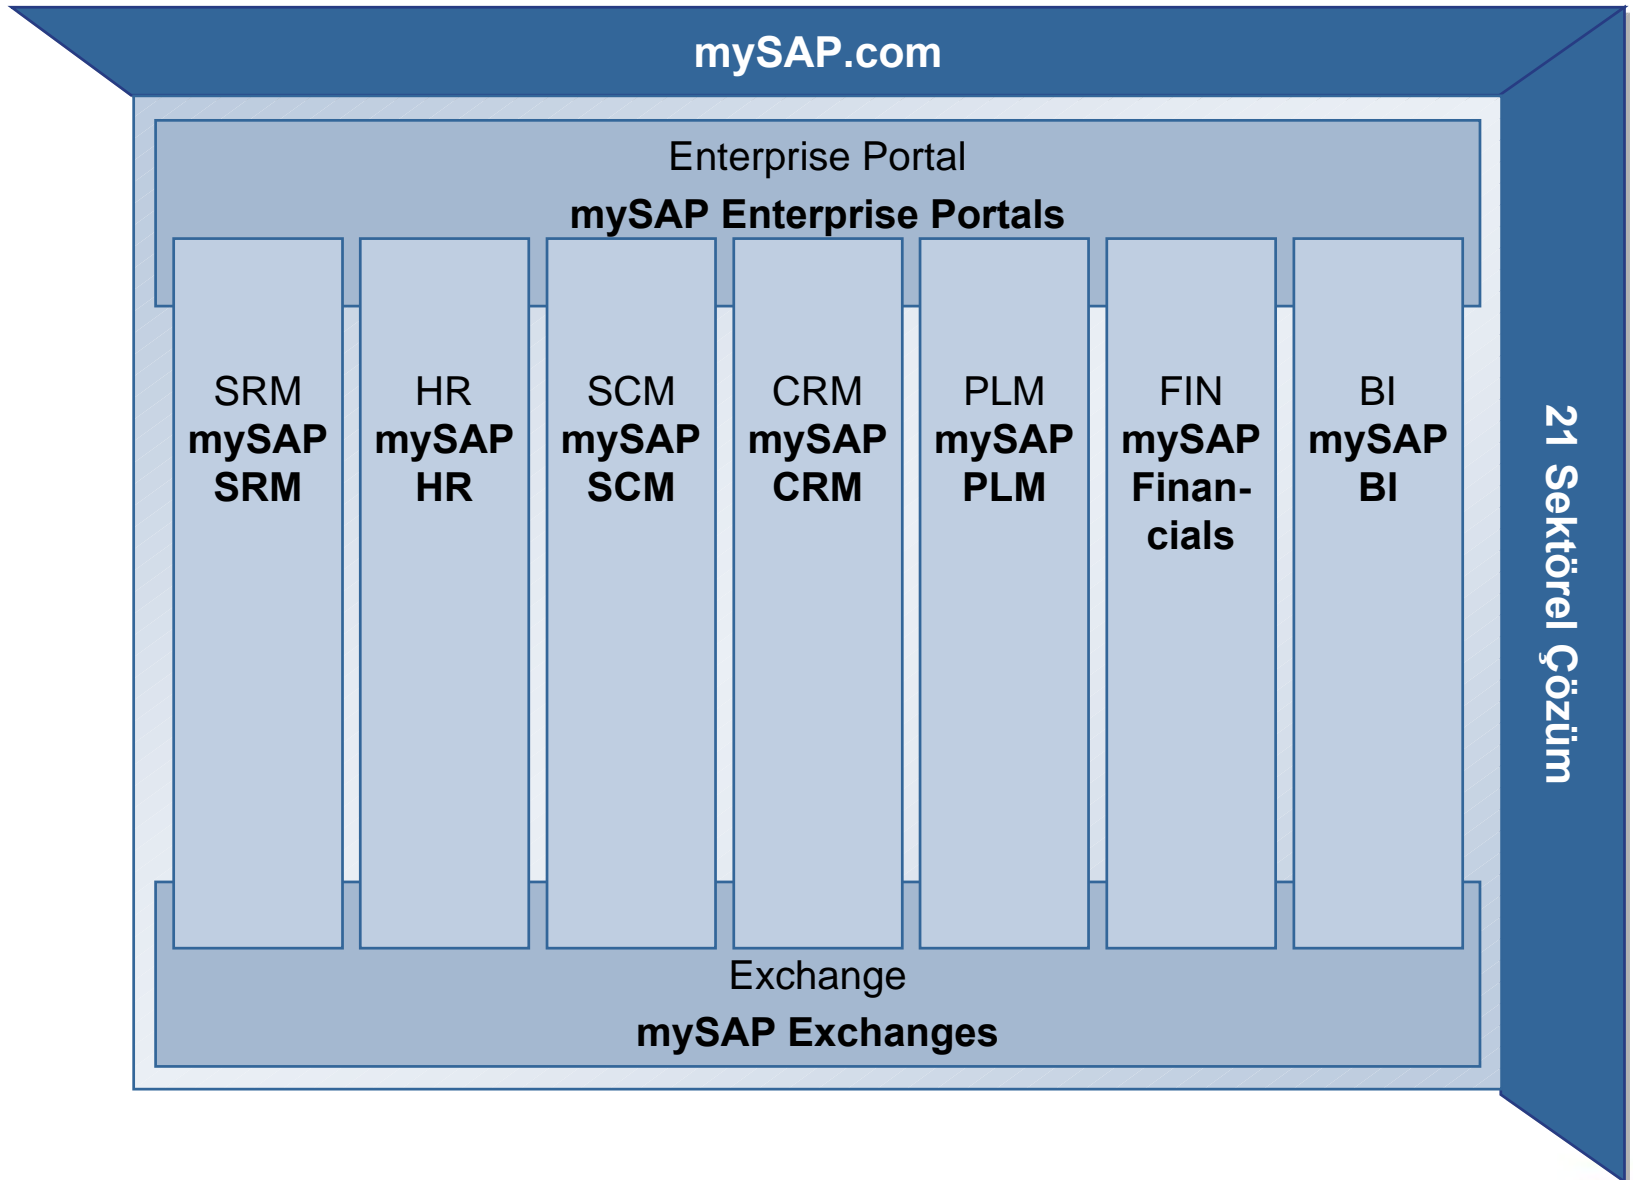 mySAP.com
Enterprise Portal
mySAP Enterprise Portals
SRM
mySAP
SRM
HR
mySAP
HR
SCM
mySAP
SCM
CRM
mySAP
CRM
PLM
mySAP
PLM
FIN
mySAP
Finan-
cials
BI
mySAP
BI
21 Sektörel Çözüm
Exchange
mySAP Exchanges